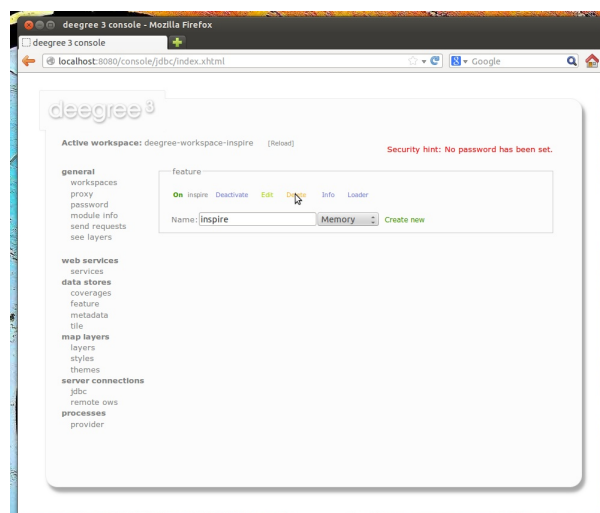 deegree 3 console - Mozilla Firefox
deegree 3 console
localhost:8080/console/jdbc/index.xhtml
Google
deegree 3
Active workspace: deegree-workspace-inspire [Reload]
Security hint: No password has been set.
general
workspaces
proxy
password
module info
send requests
see layers
web services
services
data stores
coverages
feature
metadata
tile
map layers
layers
styles
themes
server connections
jdbc
remote ows
processes
provider
feature
On inspire Deactivate Edit Delete Info Loader
Name: inspire Memory Create new